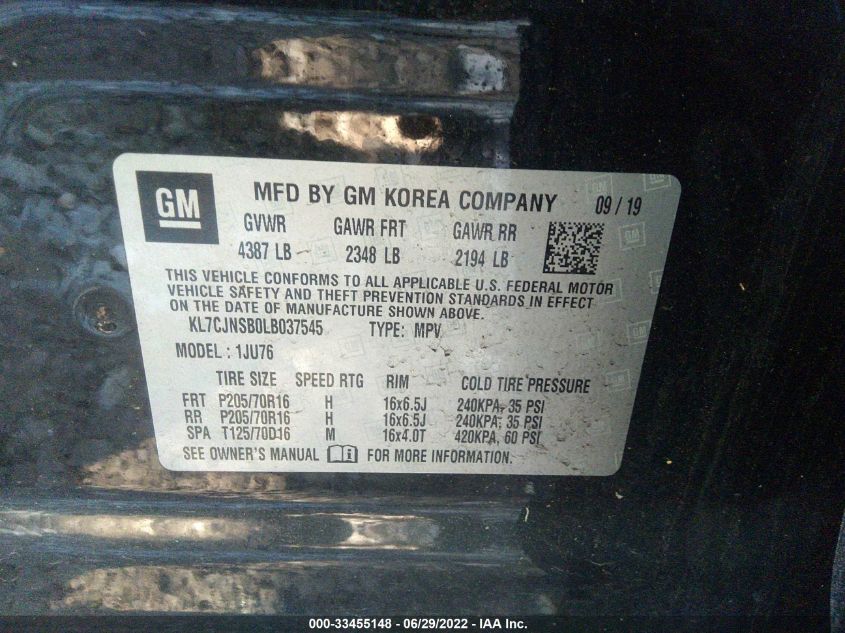 GM MFD BY GM KOREA COMPANY 09 / 19
GVWR GAWR FRT GAWR RR
4387 LB 2348 LB 2194 LB
THIS VEHICLE CONFORMS TO ALL APPLICABLE U.S. FEDERAL MOTOR
VEHICLE SAFETY AND THEFT PREVENTION STANDARDS IN EFFECT
ON THE DATE OF MANUFACTURE SHOWN ABOVE.
KL7CJNSB0LB037545 TYPE: MPV
MODEL : 1JU76
TIRE SIZE SPEED RTG RIM COLD TIRE PRESSURE
FRT P205/70R16 H 16x6.5J 240KPA, 35 PSI
RR P205/70R16 H 16x6.5J 240KPA, 35 PSI
SPA T125/70D16 M 16x4.0T 420KPA, 60 PSI
SEE OWNER'S MANUAL FOR MORE INFORMATION.
000-33455148 - 06/29/2022 - IAA Inc.